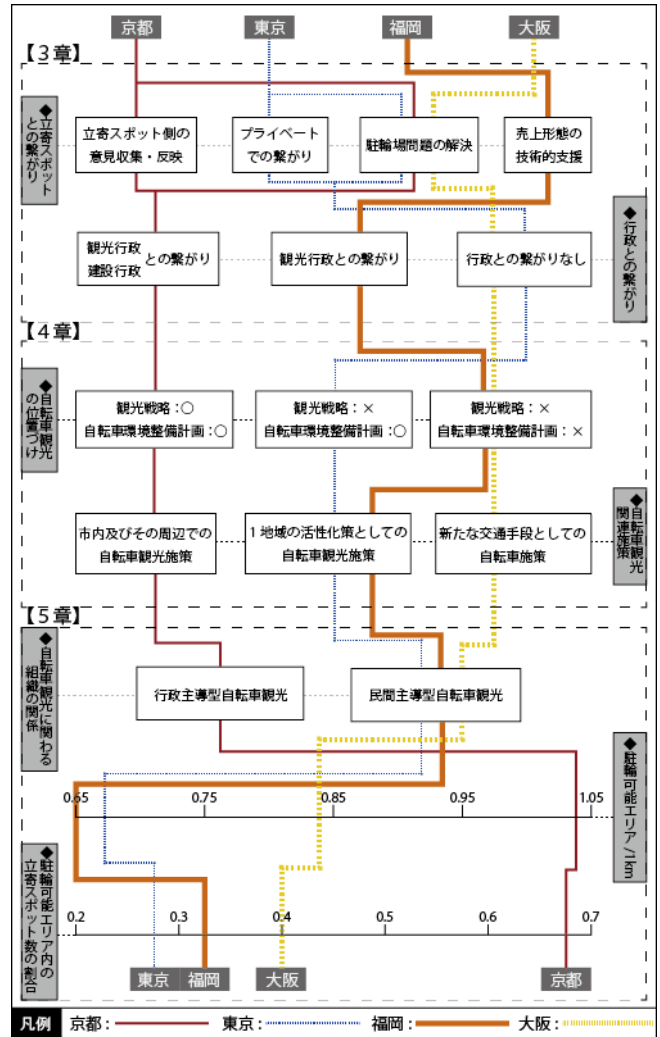 京都
東京
福岡
大阪
【3章】
◆立寄スポット
との繋がり
立寄スポット側の
意見収集・反映
プライベート
での繋がり
駐輪場問題の解決
売上形態の
技術的支援
◆行政との繋がり
観光行政
建設行政
との繋がり
観光行政との繋がり
行政との繋がりなし
【4章】
◆自転車観光
の位置づけ
観光戦略:○
自転車環境整備計画:○
観光戦略:×
自転車環境整備計画:○
観光戦略:×
自転車環境整備計画:×
◆自転車観光
関連施策
市内及びその周辺での
自転車観光施策
1地域の活性化策としての
自転車観光施策
新たな交通手段としての
自転車施策
【5章】
◆自転車観光に関わる
組織の関係
行政主導型自転車観光
民間主導型自転車観光
◆駐輪可能エリア/1km
0.65
0.75
0.85
0.95
1.05
◆駐輪可能エリア内の
立寄スポット数の割合
0.2
0.3
0.4
0.5
0.6
0.7
東京
福岡
大阪
京都
凡例
京都:
東京:
福岡:
大阪: